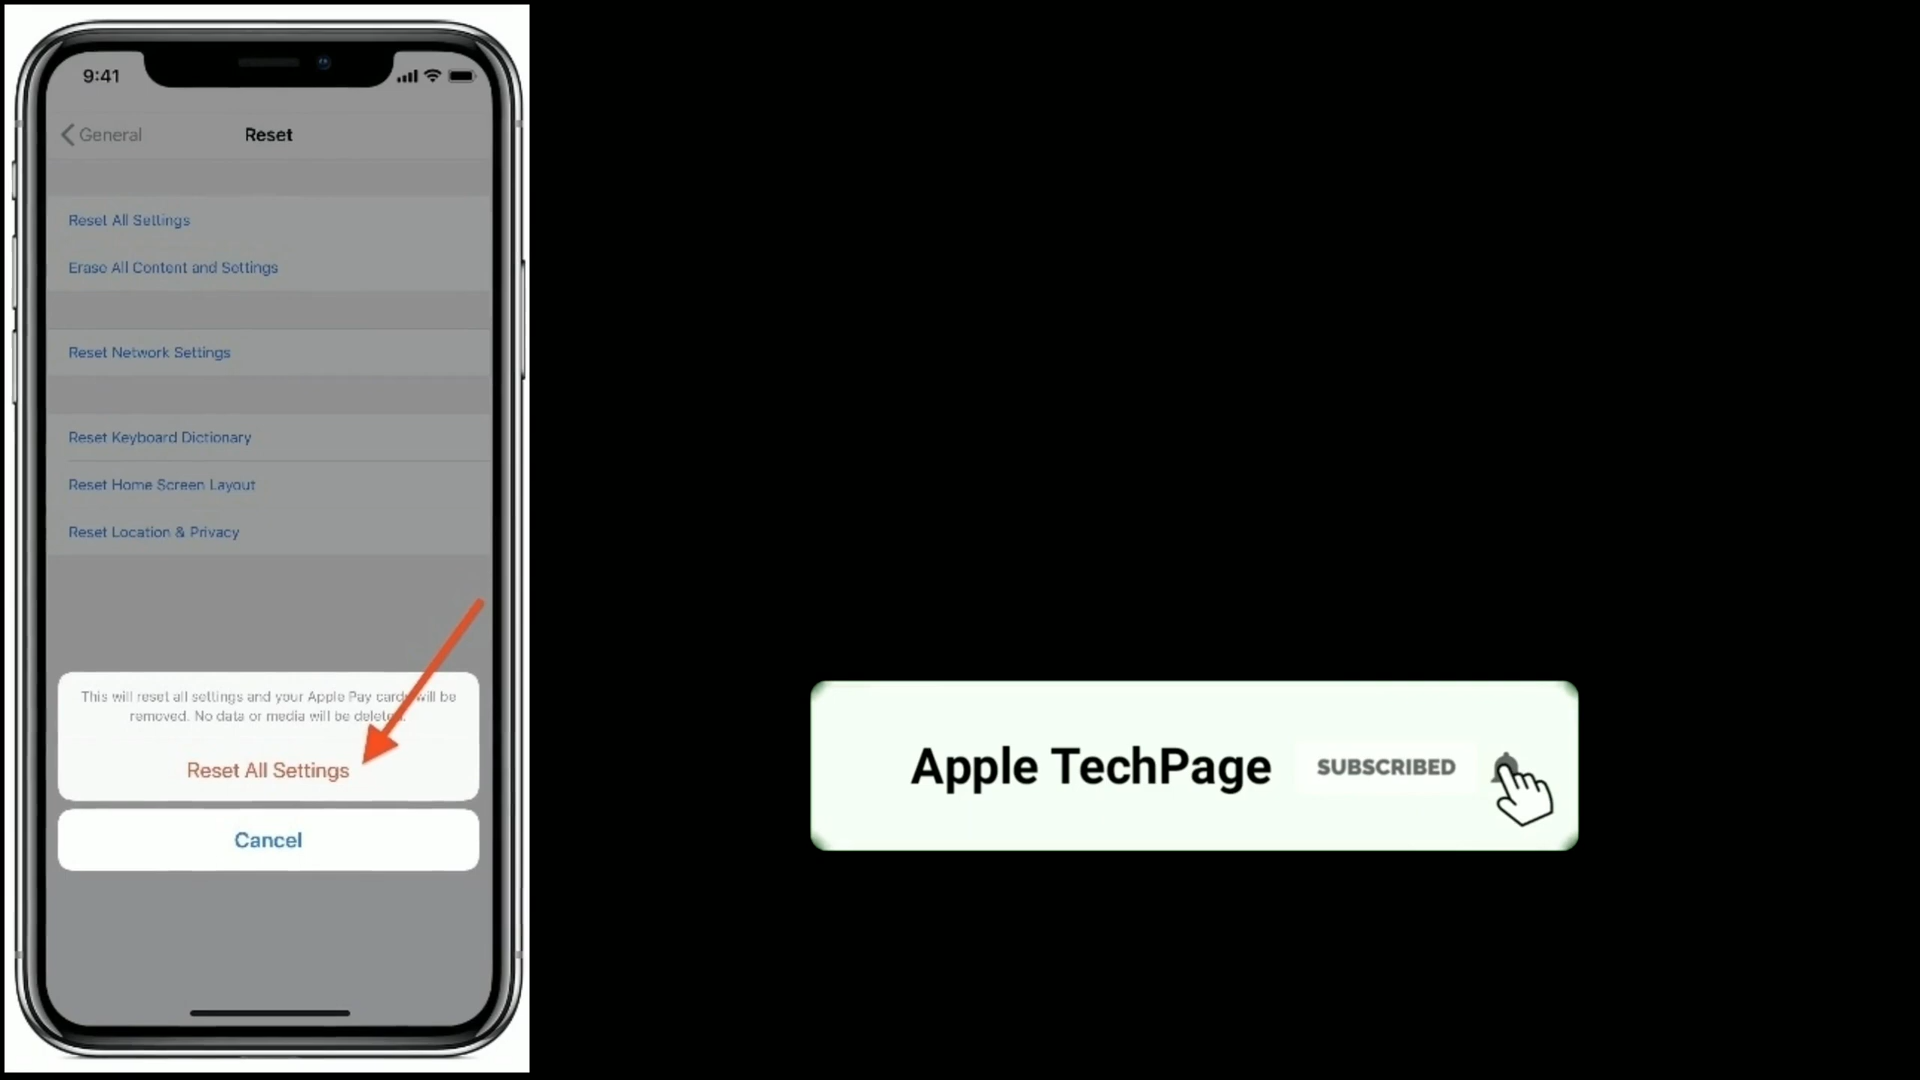 9:41
General
Reset
Reset All Settings
Erase All Content and Settings
Reset Network Settings
Reset Keyboard Dictionary
Reset Home Screen Layout
Reset Location & Privacy
This will reset all settings and your Apple Pay cards will be
removed. No data or media will be deleted.
Reset All Settings
Cancel
Apple TechPage
SUBSCRIBED